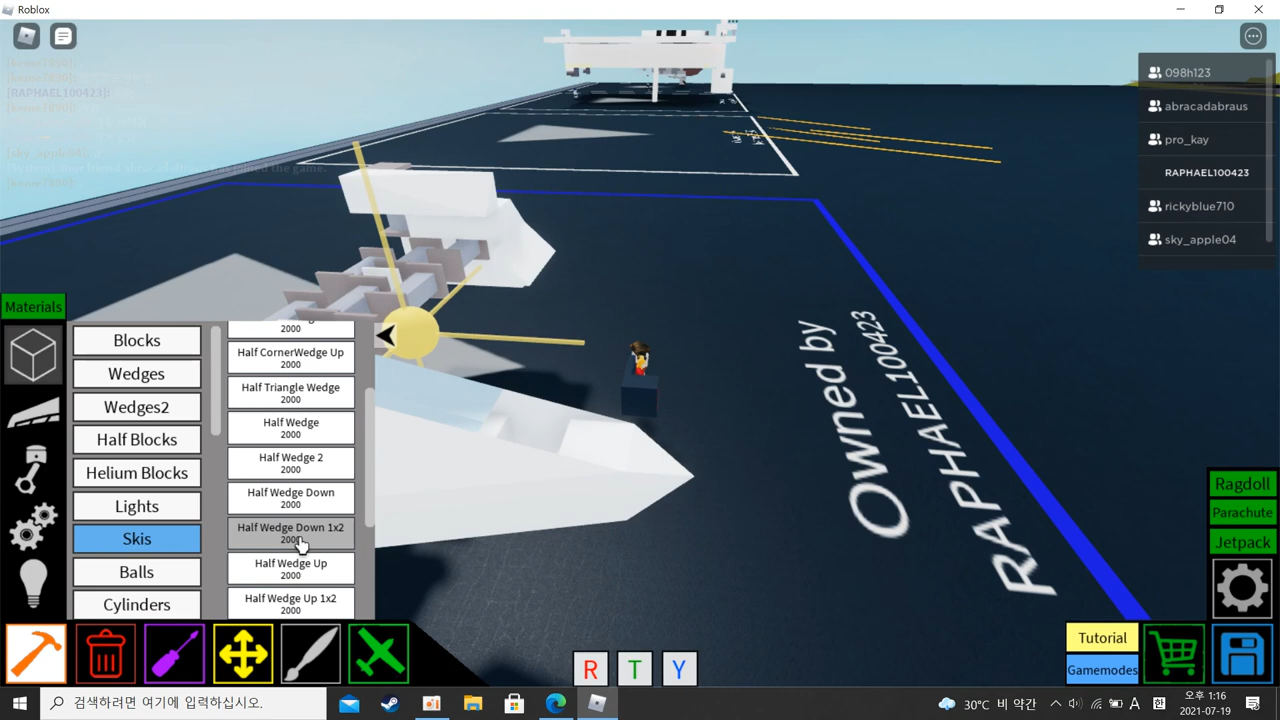 Roblox
[RAPHAEL100423]:
098h123
abracadabraus
pro_kay
RAPHAEL100423
rickyblue710
sky_apple04
Materials
Blocks
Wedges
Wedges2
Half Blocks
Helium Blocks
Lights
Skis
Balls
Cylinders
2000
Half CornerWedge Up
2000
Half Triangle Wedge
2000
Half Wedge
2000
Half Wedge 2
2000
Half Wedge Down
2000
Half Wedge Down 1x2
2000
Half Wedge Up
2000
Half Wedge Up 1x2
2000
Owned by
RAPHAEL100423
Ragdoll
Parachute
Jetpack
Tutorial
Gamemodes
R T Y
검색하려면 여기에 입력하십시오.
30°C 비 약간
A
한
오후 1:16
2021-07-19